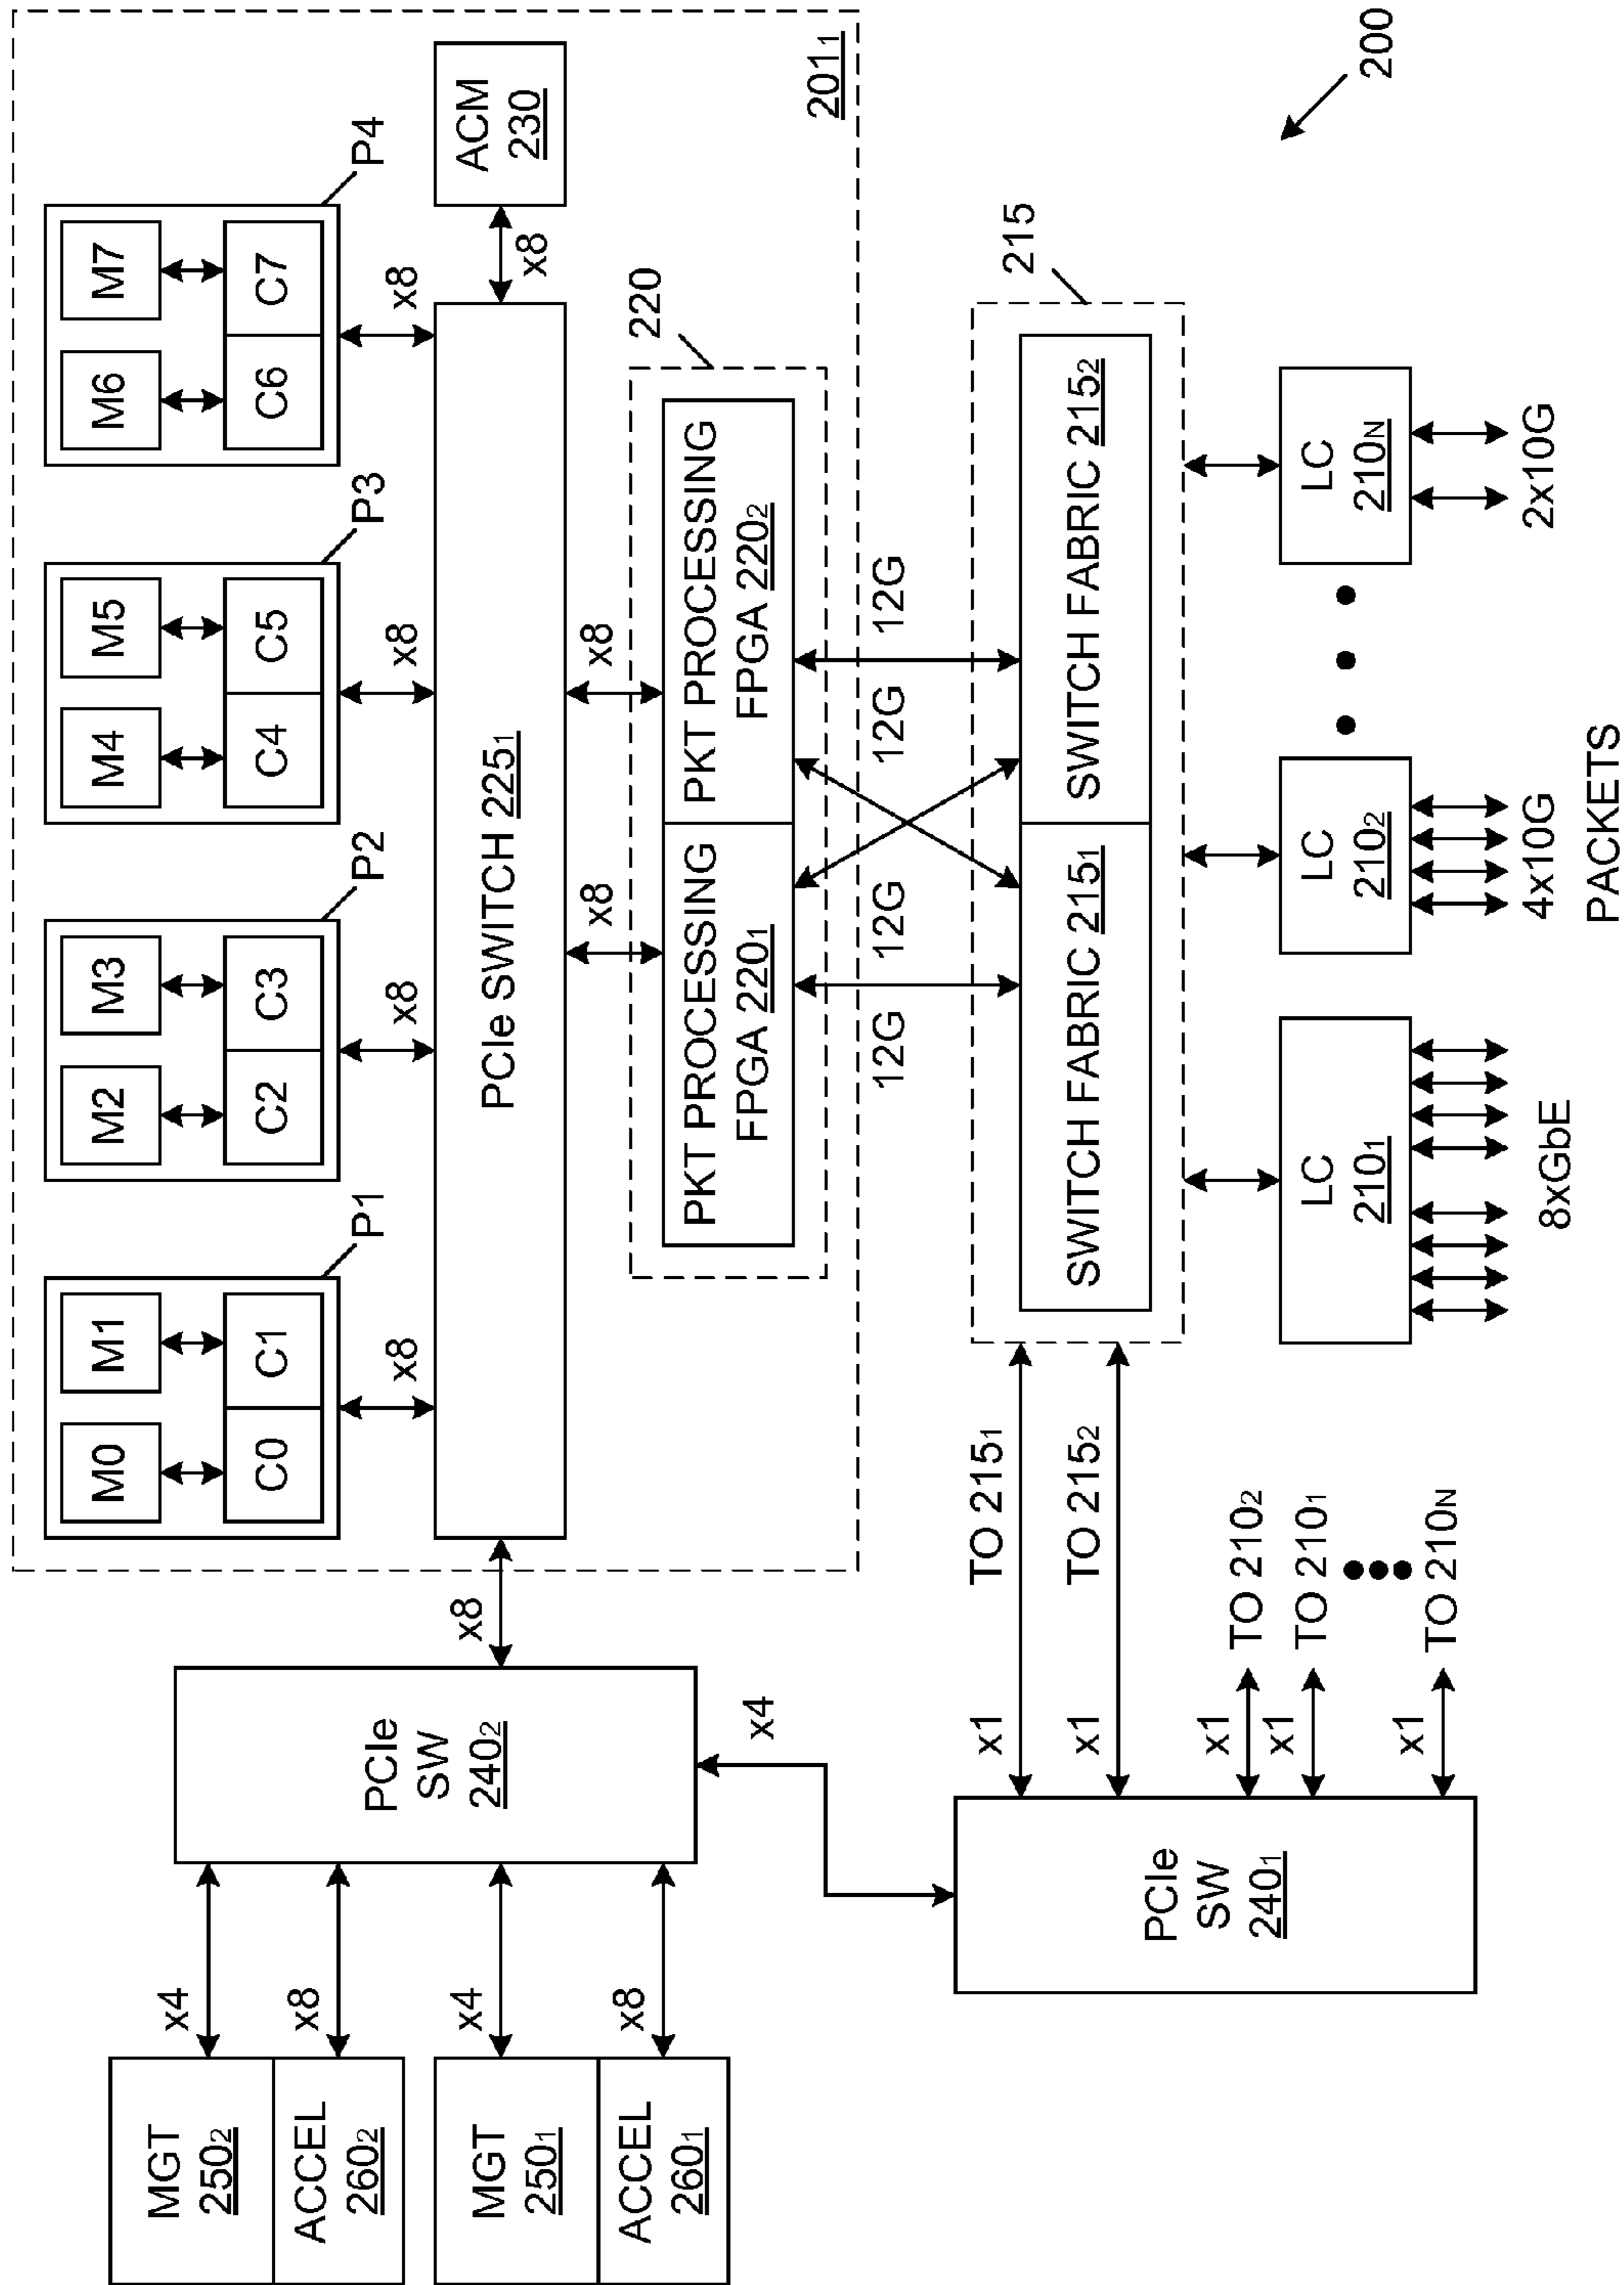 M0
M1
C0
C1
P1
M2
M3
C2
C3
P2
M4
M5
C4
C5
P3
M6
M7
C6
C7
P4
x8
x8
x8
x8
MGT
250₂
ACCEL
260₂
MGT
250₁
ACCEL
260₁
x4
x8
x4
x8
PCIe
SW
240₂
x8
PCIe SWITCH 225₁
x8
ACM
230
x8
x8
220
PKT PROCESSING
FPGA 220₁
PKT PROCESSING
FPGA 220₂
201₁
x4
12G
12G
12G
12G
PCIe
SW
240₁
x1
TO 215₁
x1
TO 215₂
SWITCH FABRIC 215₁
SWITCH FABRIC 215₂
215
x1
TO 210₂
x1
TO 210₁
x1
TO 210N
LC
210₁
LC
210₂
LC
210N
8xGbE
4x10G
2x10G
PACKETS
200